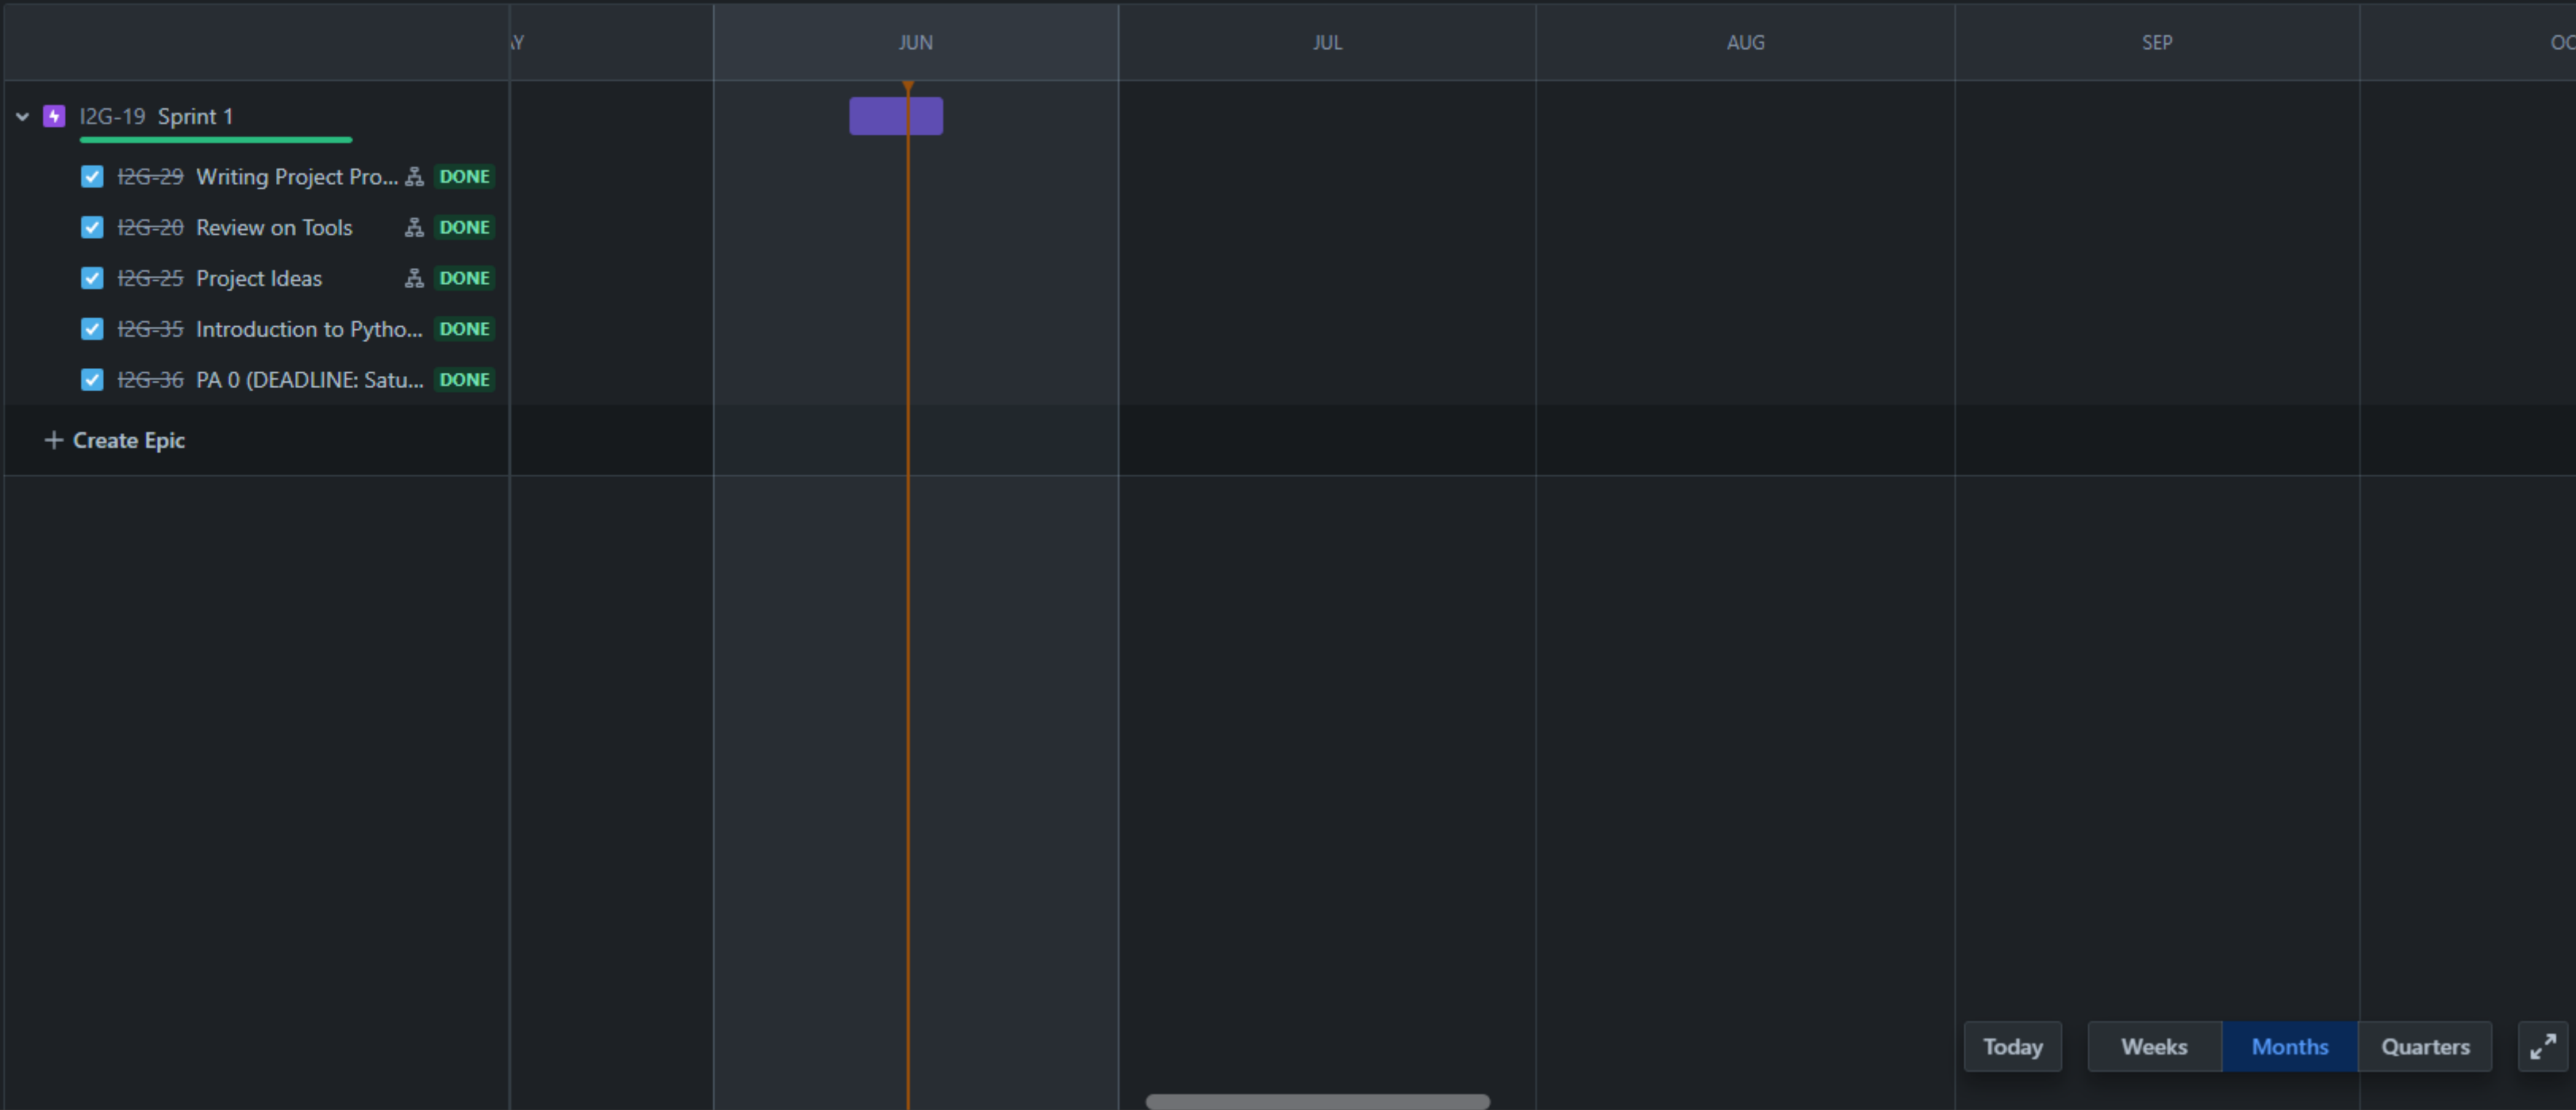 AY JUN JUL AUG SEP OC
I2G-19 Sprint 1
I2G-29 Writing Project Pro... DONE
I2G-20 Review on Tools DONE
I2G-25 Project Ideas DONE
I2G-35 Introduction to Pytho... DONE
I2G-36 PA 0 (DEADLINE: Satu... DONE
+ Create Epic
Today Weeks Months Quarters